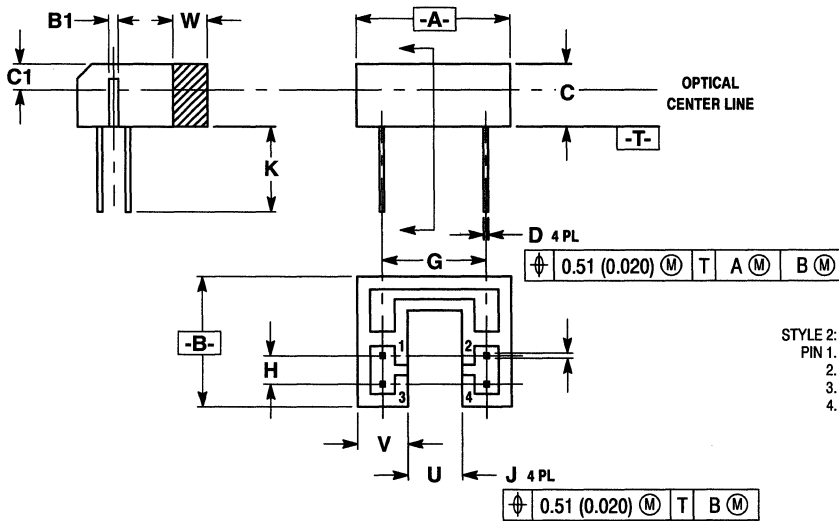 B1
W
-A-
C1
C
OPTICAL
CENTER LINE
-T-
K
D 4 PL
G
⌖ 0.51 (0.020) Ⓜ T A Ⓜ B Ⓜ
-B-
1
2
H
3
4
STYLE 2:
PIN 1.
2.
3.
4.
V
U
J 4 PL
⌖ 0.51 (0.020) Ⓜ T B Ⓜ